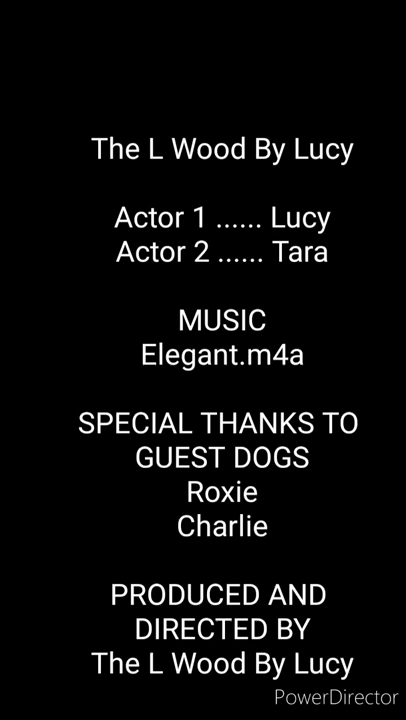 The L Wood By Lucy
Actor 1 ...... Lucy
Actor 2 ...... Tara
MUSIC
Elegant.m4a
SPECIAL THANKS TO
GUEST DOGS
Roxie
Charlie
PRODUCED AND
DIRECTED BY
The L Wood By Lucy
PowerDirector